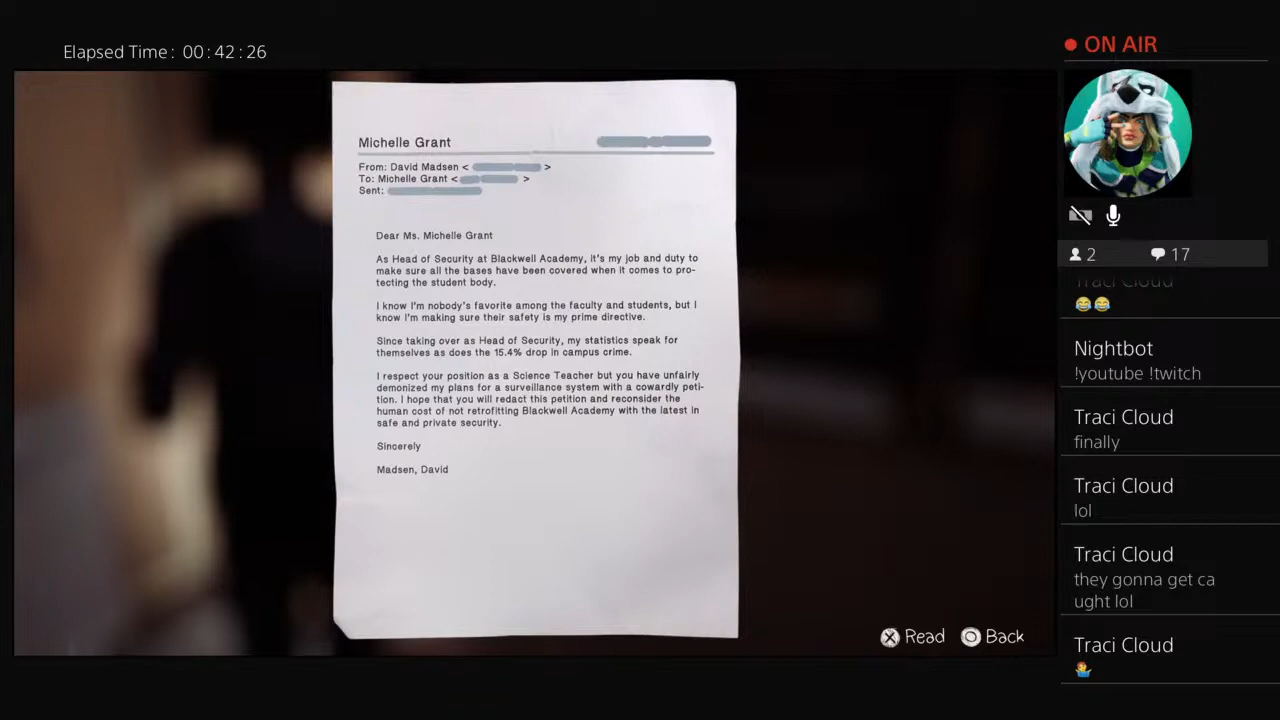 Elapsed Time: 00:42:26
ON AIR
Michelle Grant
From: David Madsen < >
To: Michelle Grant < >
Sent:
Dear Ms. Michelle Grant
As Head of Security at Blackwell Academy, it's my job and duty to
make sure all the bases have been covered when it comes to pro-
tecting the student body.
I know I'm nobody's favorite among the faculty and students, but I
know I'm making sure their safety is my prime directive.
Since taking over as Head of Security, my statistics speak for
themselves as does the 15.4% drop in campus crime.
I respect your position as a Science Teacher but you have unfairly
demonized my plans for a surveillance system with a cowardly peti-
tion. I hope that you will redact this petition and reconsider the
human cost of not retrofitting Blackwell Academy with the latest in
safe and private security.
Sincerely
Madsen, David
Read Back
2 17
Traci Cloud
😂😂
Nightbot
!youtube !twitch
Traci Cloud
finally
Traci Cloud
lol
Traci Cloud
they gonna get ca
ught lol
Traci Cloud